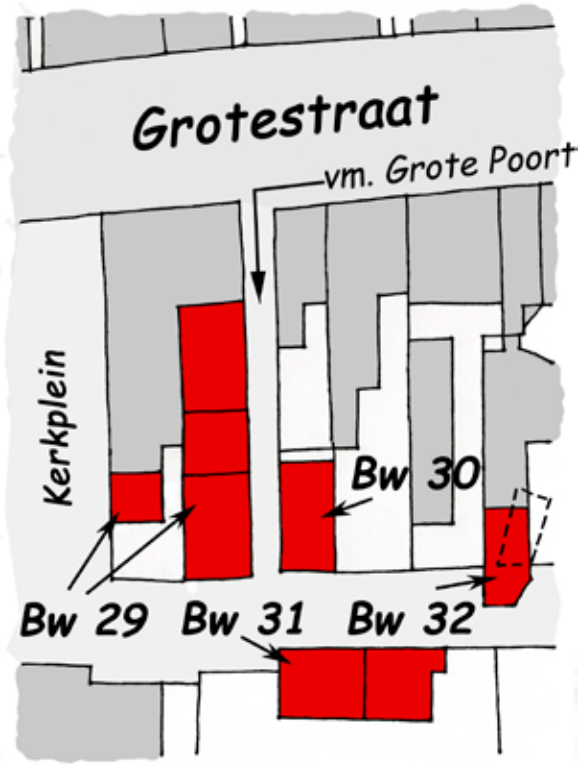 Grotestraat
vm. Grote Poort
Kerkplein
Bw 30
Bw 29
Bw 31
Bw 32